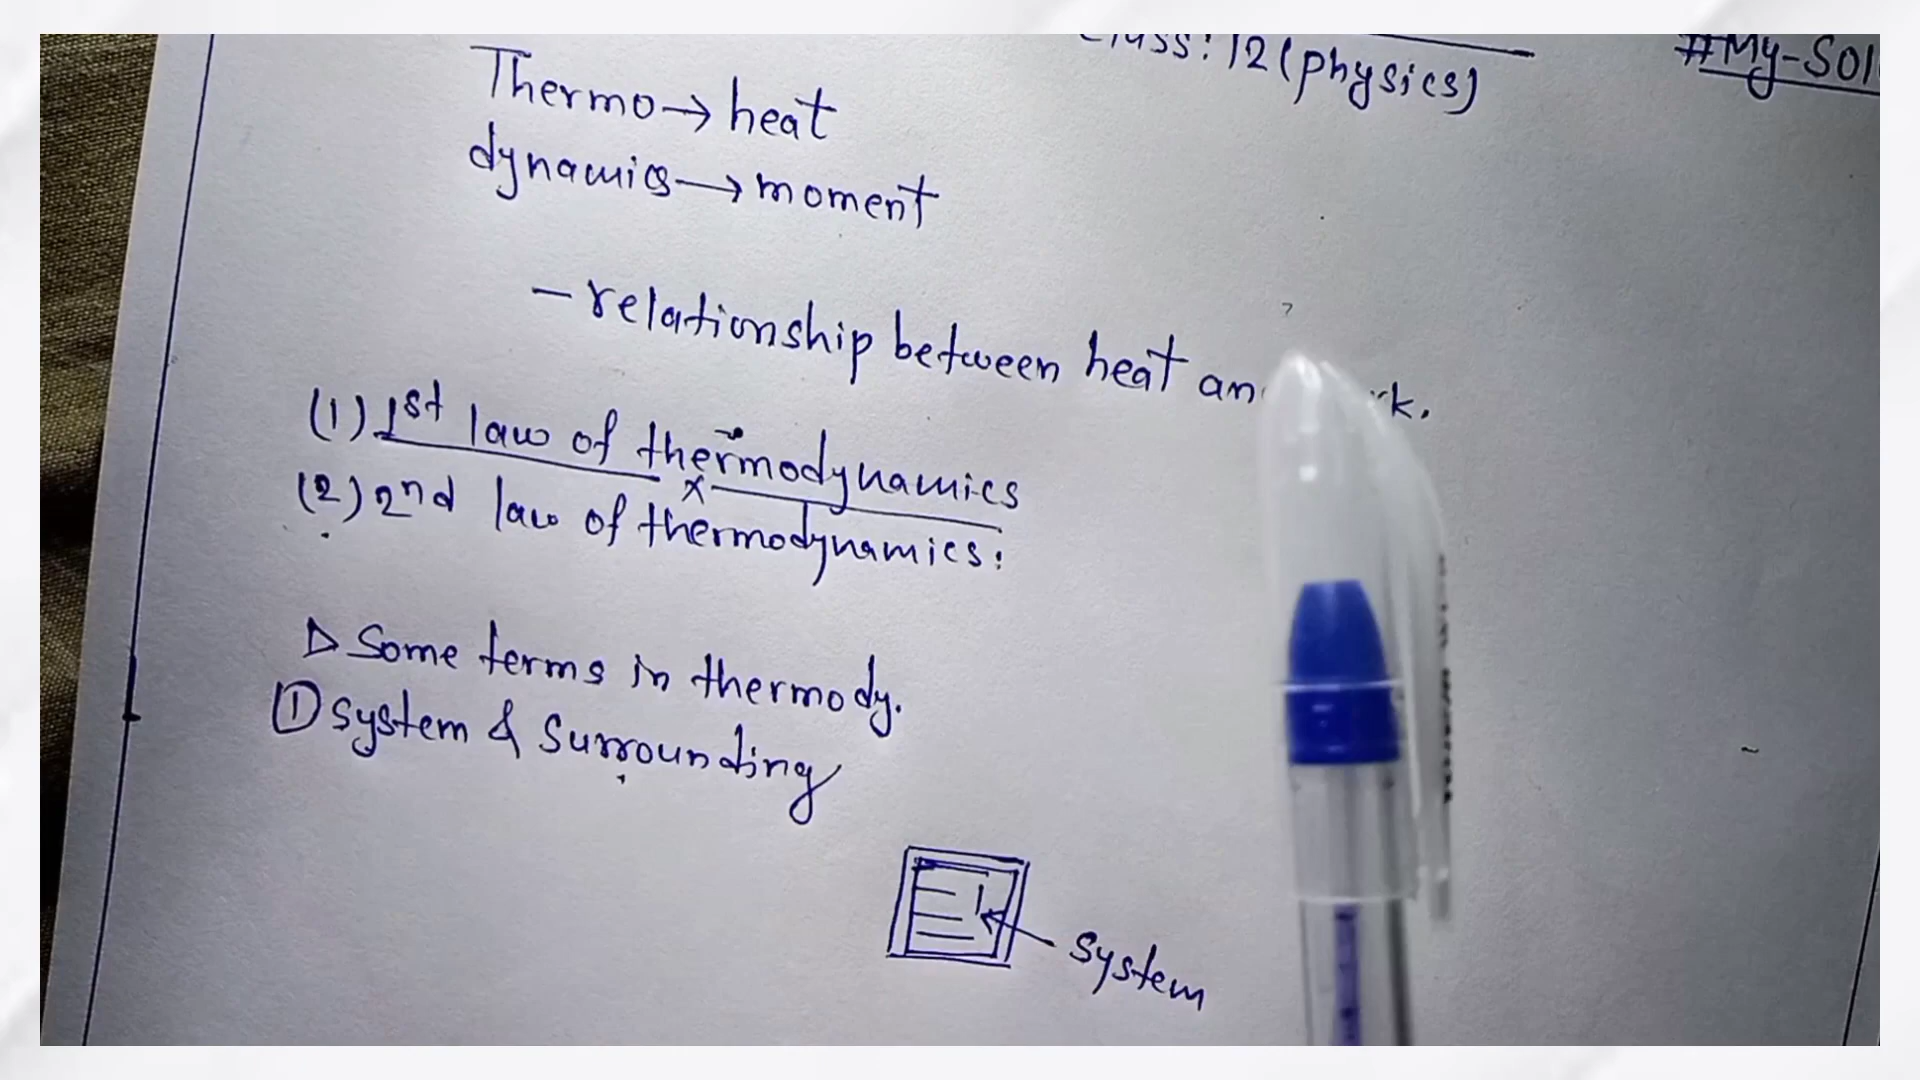 Class: 12 (physics)
#My-Sol
Thermo → heat
dynamics → moment
- relationship between heat an rk.
(1) 1st law of thermodynamics
(2) 2nd law of thermodynamics:
Some terms in thermody.
① System & Surrounding
System